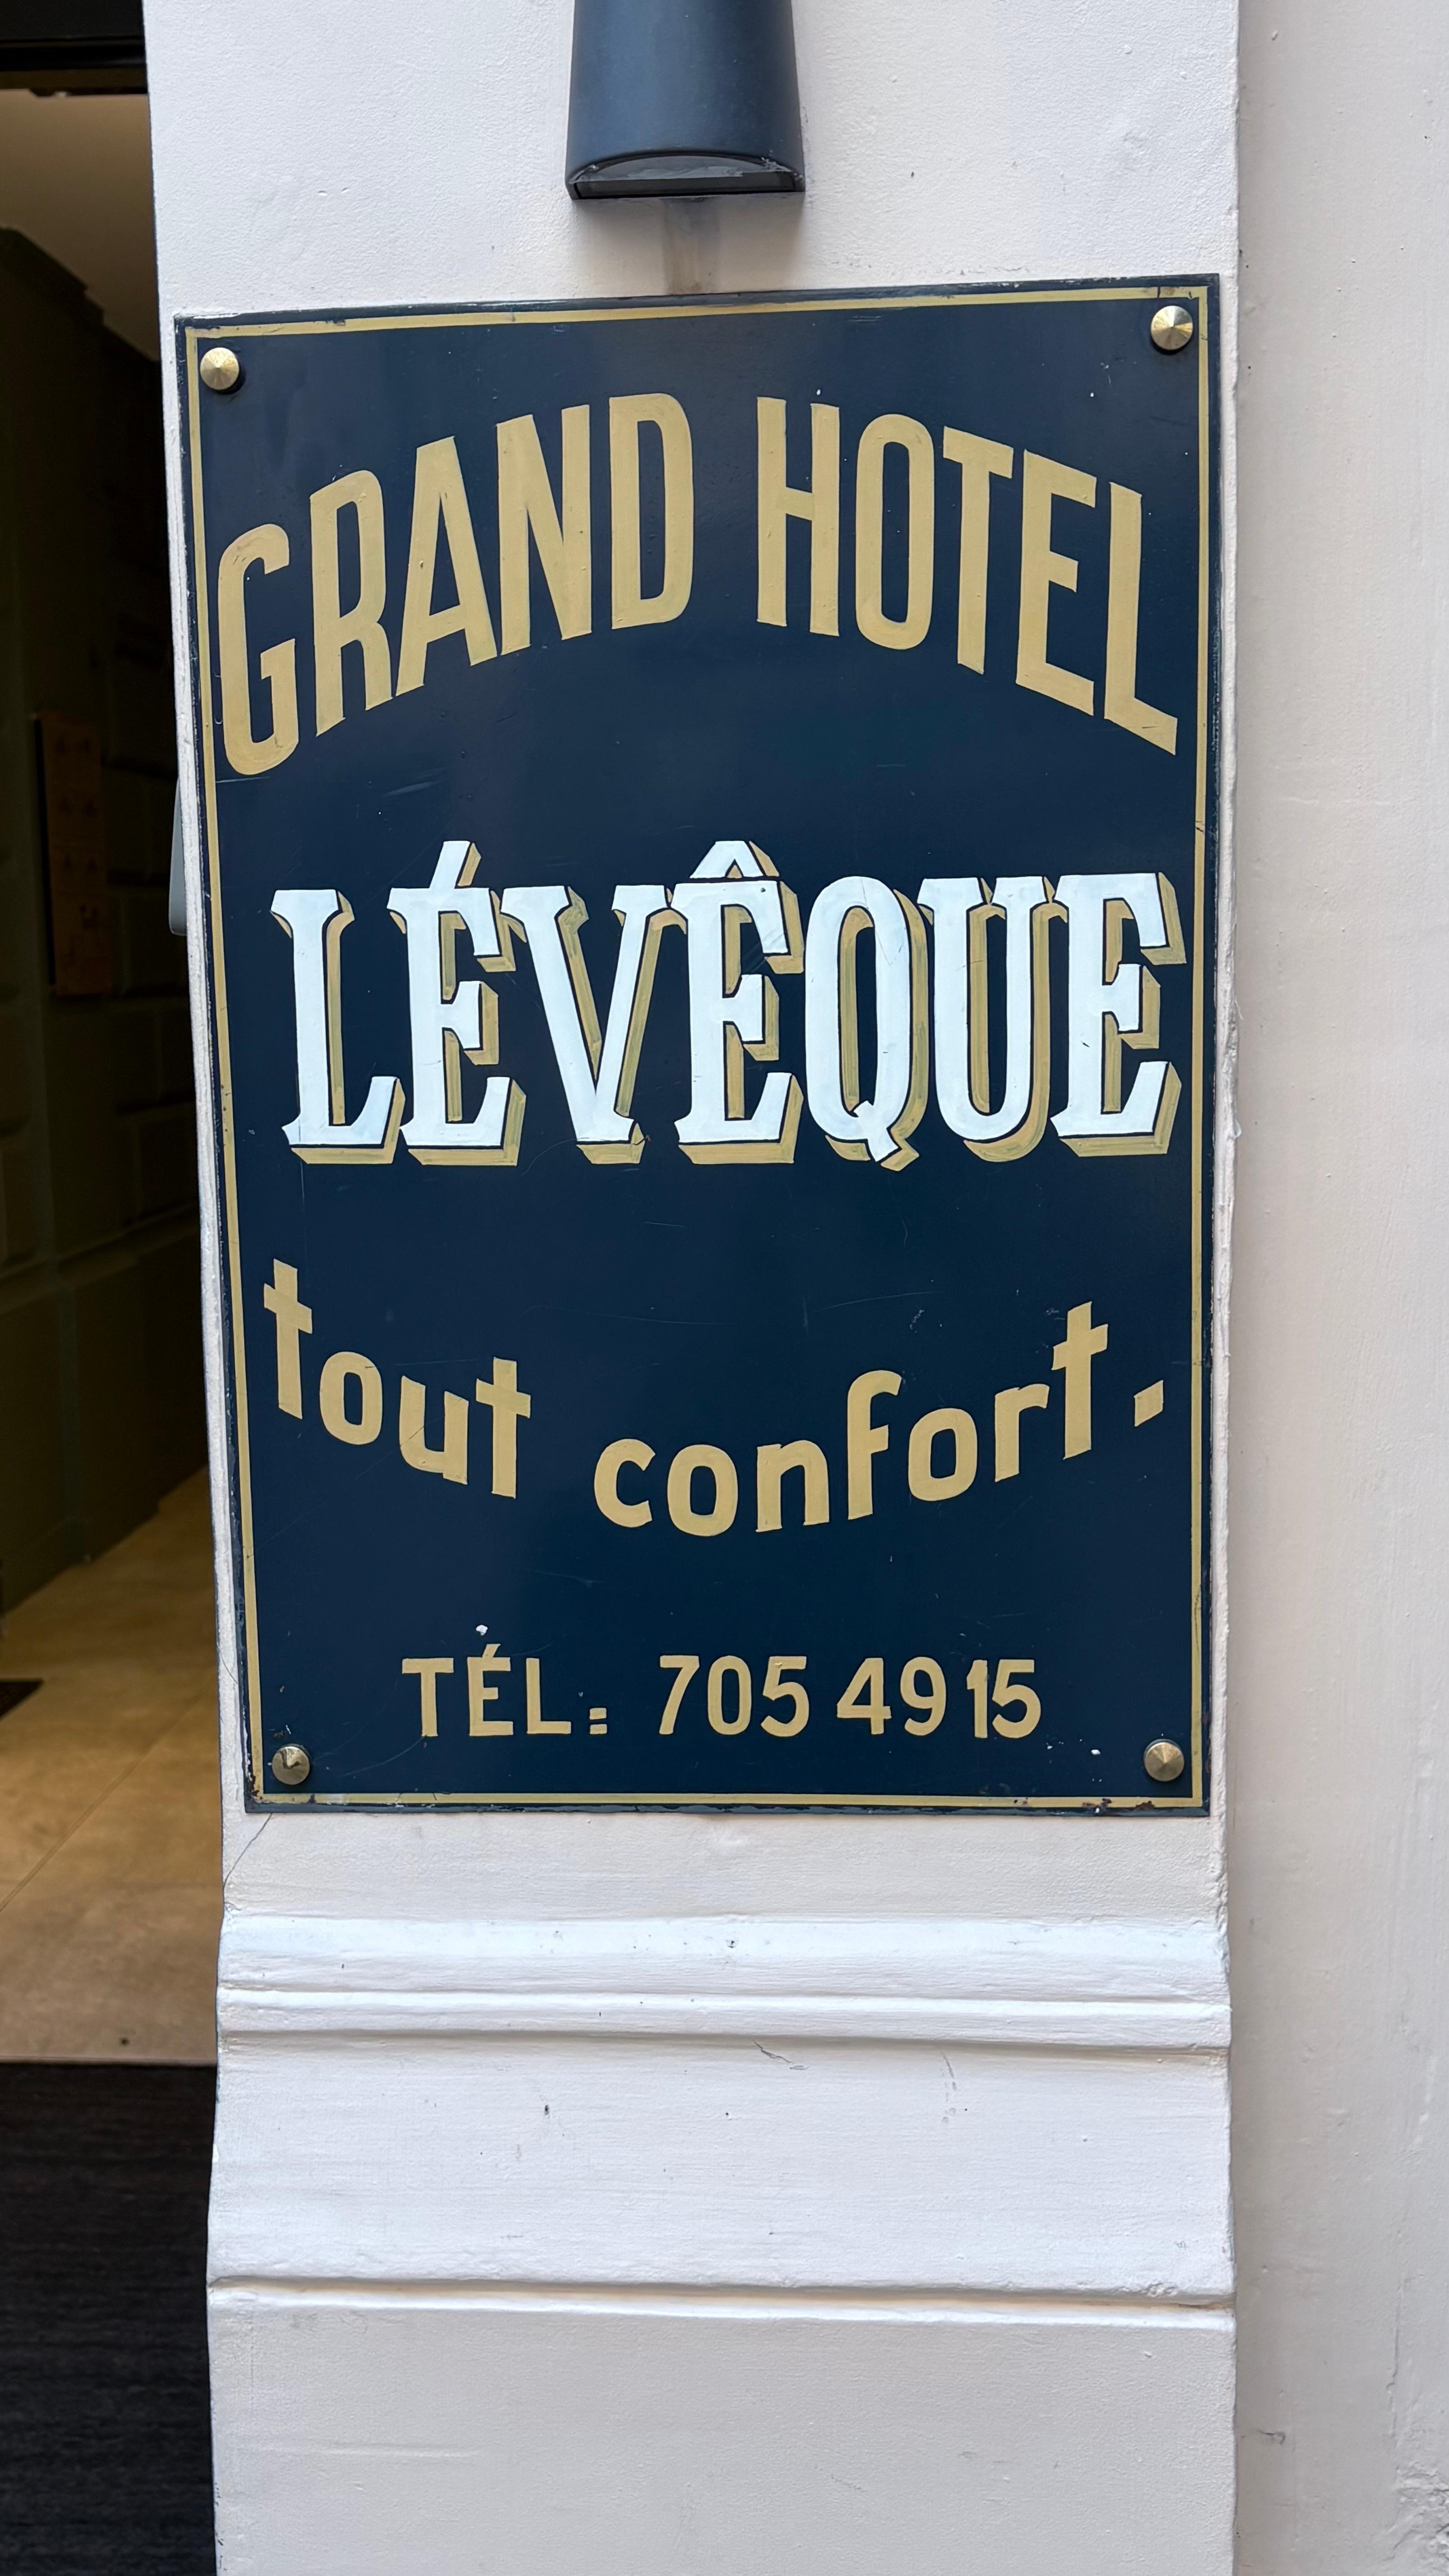 GRAND HOTEL
LÉVÊQUE
tout confort.
TÉL: 705 49 15